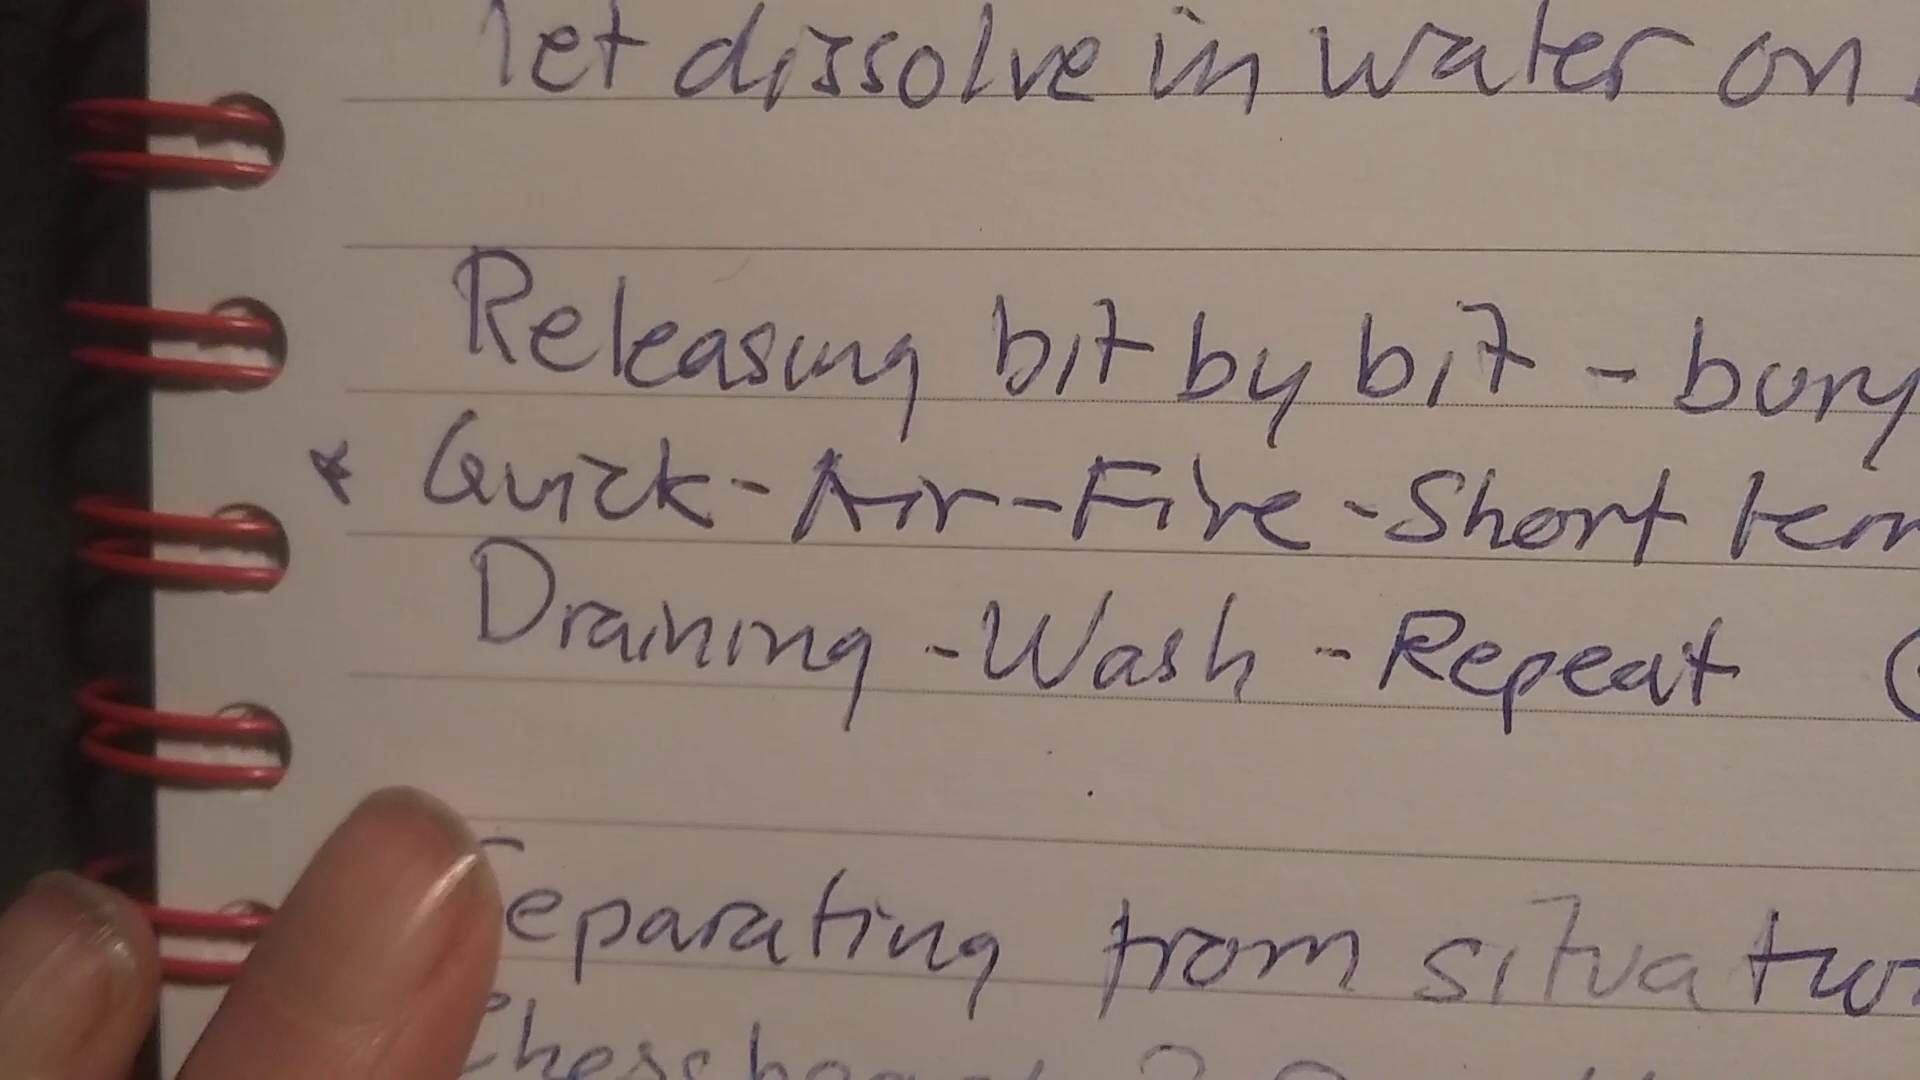 let dissolve in water on
Releasing bit by bit - bury
* Quick - Air - Fire - Short term
Draining - Wash - Repeat (
Separating from situation